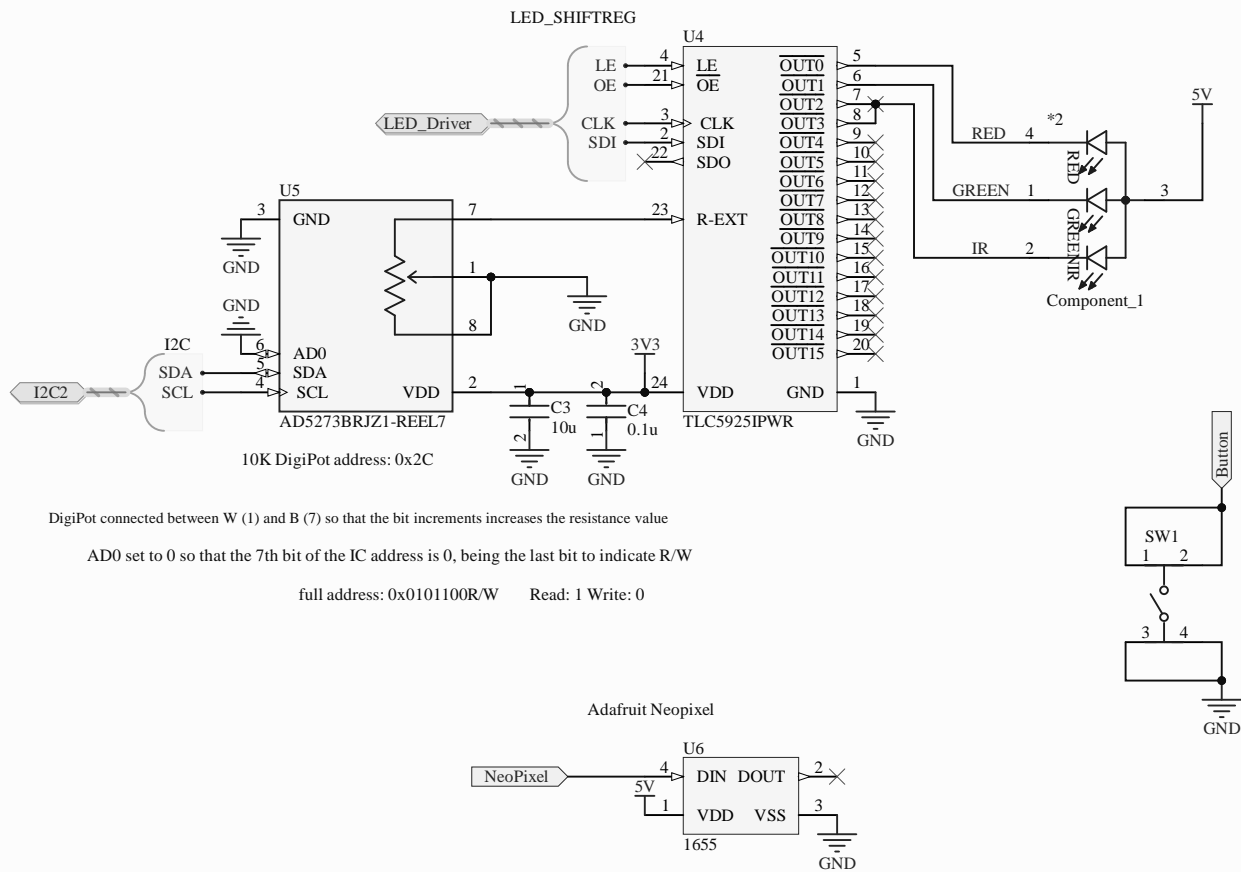 LED_SHIFTREG
U4
LE 4 LE OUT0 5
OE 21 OE OUT1 6
OUT2 7
5V
LED_Driver CLK 3 CLK OUT3 8
*2
SDI 2 SDI OUT4 9 RED 4
22 SDO OUT5 10
RED
OUT6 11
U5
OUT7 12 GREEN 1 3
3 GND 7 23 R-EXT OUT8 13
GREEN
OUT9 14
GND
OUT10 15 IR 2
1 OUT11 16
IR
OUT12 17 Component_1
GND
GND
OUT13 18
8 OUT14 19
I2C 3V3
6 AD0 OUT15 20
SDA 5 SDA
I2C2 SCL 4 SCL VDD 2 1 2 24 VDD GND 1
C3 C4
AD5273BRJZ1-REEL7 10u 0.1u TLC5925IPWR
2 1
GND
10K DigiPot address: 0x2C
GND GND
Button
DigiPot connected between W (1) and B (7) so that the bit increments increases the resistance value
SW1
AD0 set to 0 so that the 7th bit of the IC address is 0, being the last bit to indicate R/W
1 2
full address: 0x0101100R/W Read: 1 Write: 0
3 4
Adafruit Neopixel
GND
U6
NeoPixel 4 DIN DOUT 2
5V
1 VDD VSS 3
1655
GND